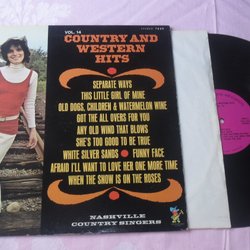 VOL. 14
STEREO
COUNTRY AND
WESTERN
HITS
SEPARATE WAYS
THIS LITTLE GIRL OF MINE
OLD DOGS, CHILDREN & WATERMELON WINE
GOT THE ALL OVERS FOR YOU
ANY OLD WIND THAT BLOWS
SHE'S TOO GOOD TO BE TRUE
WHITE SILVER SANDS • FUNNY FACE
AFRAID I'LL WANT TO LOVE HER ONE MORE TIME
WHEN THE SHOW IS ON THE ROSES
NASHVILLE
COUNTRY SINGERS